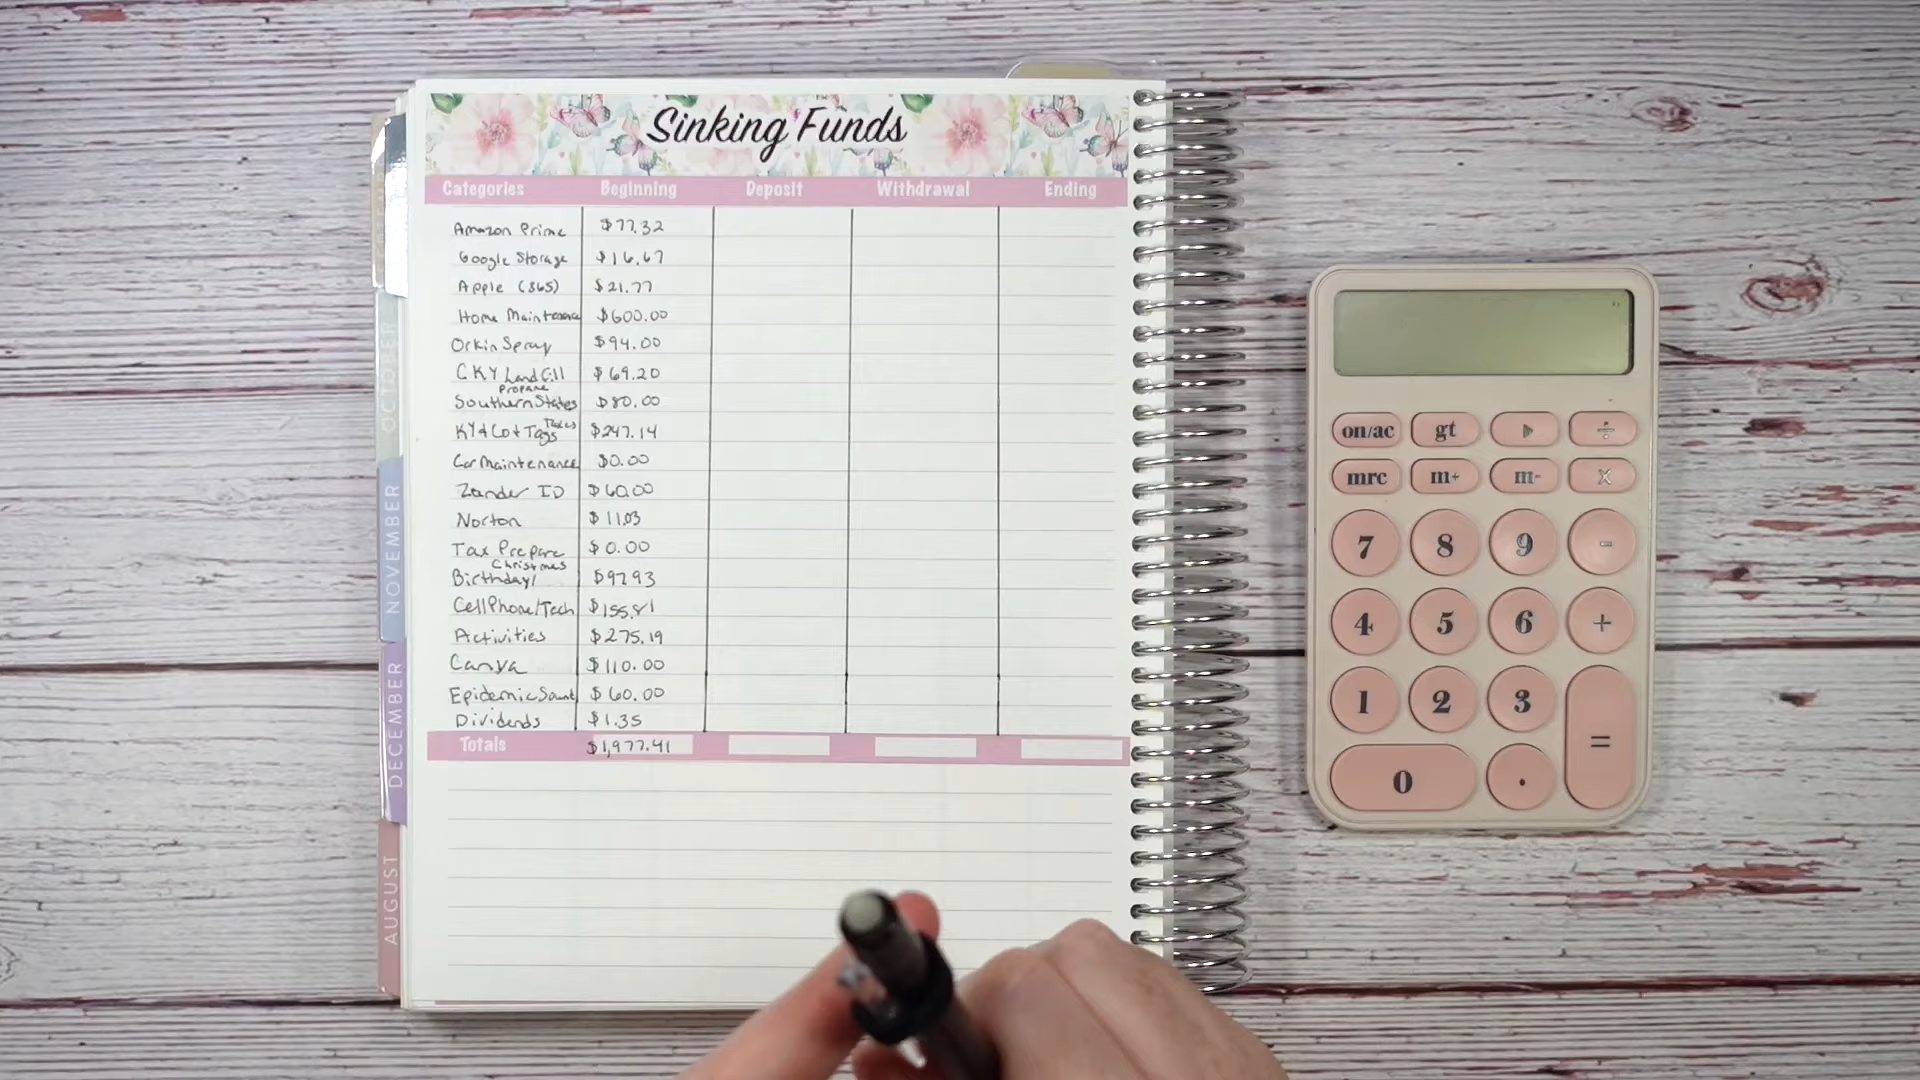 Sinking Funds
Categories Beginning Deposit Withdrawal Ending
Amazon Prime $77.32
Google Storage $16.67
Apple (365) $21.77
Home Maintenance $600.00
Orkin Spray $94.00
CKY Landfill $69.20
Propane
Southern States $80.00
Taxes
KY & Co & Tags $247.14
Car Maintenance $0.00
Zander ID $60.00
Norton $11.03
Tax Prepare $0.00
Christmas
Birthday/ $97.93
CellPhone/Tech $155.81
Activities $275.19
Canva $110.00
Epidemic Sound $60.00
Dividends $1.35
Totals $1,977.41
OCTOBER
NOVEMBER
DECEMBER
AUGUST
on/ac gt ▶ ÷
mrc m+ m- X
7 8 9 -
4 5 6 +
1 2 3 =
0 .